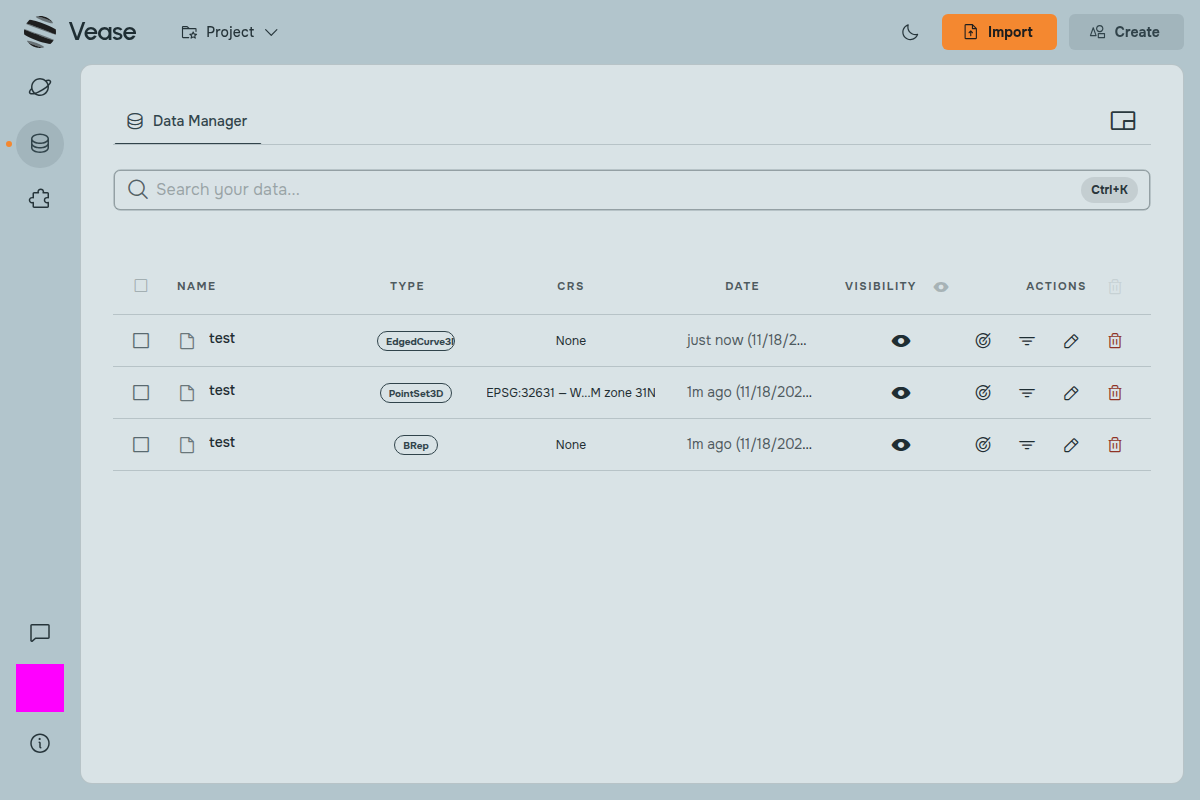 Vease
Project
Import
Create
Data Manager
Search your data...
Ctrl+K
NAME TYPE CRS DATE VISIBILITY ACTIONS
test EdgedCurve3 None just now (11/18/2...
test PointSet3D EPSG:32631 – W...M zone 31N 1m ago (11/18/202...
test BRep None 1m ago (11/18/202...